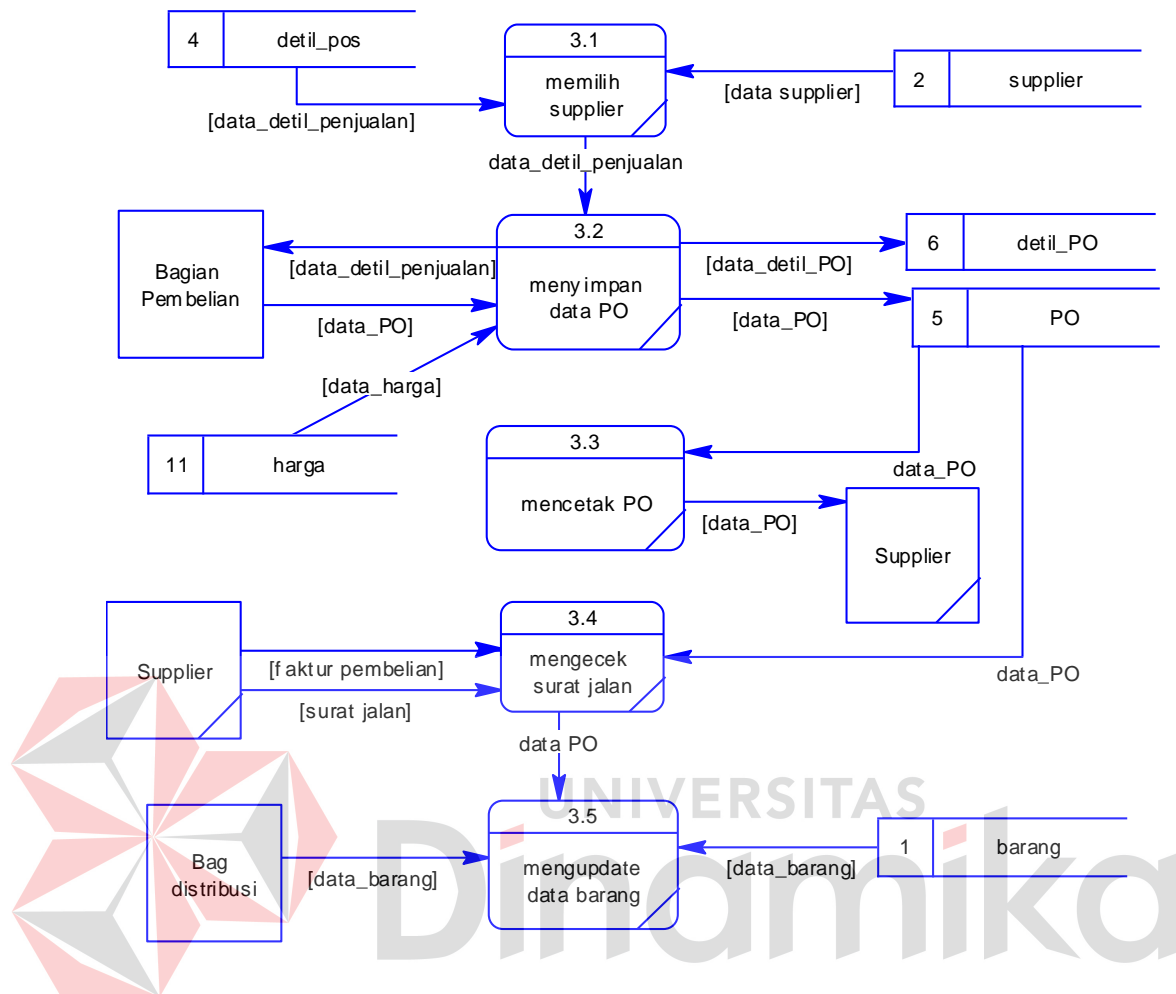 4
detil_pos
3.1
memilih
supplier
2
supplier
[data supplier]
[data_detil_penjualan]
data_detil_penjualan
3.2
menyimpan
data PO
Bagian
Pembelian
[data_detil_penjualan]
[data_PO]
[data_detil_PO]
6
detil_PO
[data_PO]
5
PO
[data_harga]
11
harga
3.3
mencetak PO
data_PO
[data_PO]
Supplier
Supplier
[faktur pembelian]
[surat jalan]
3.4
mengecek
surat jalan
data_PO
data PO
UNIVERSITAS
Dinamika
3.5
mengupdate
data barang
Bag
distribusi
[data_barang]
[data_barang]
1
barang